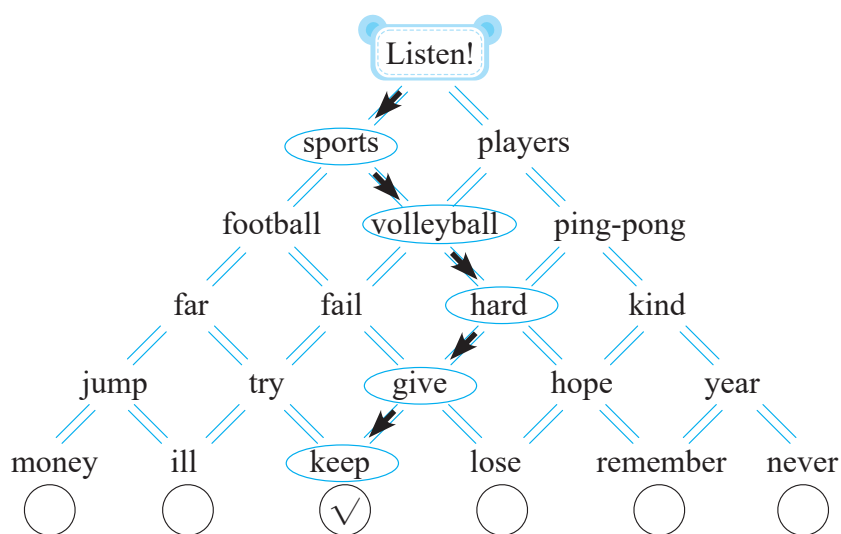 Listen!
sports players
football volleyball ping-pong
far fail hard kind
jump try give hope year
money ill keep lose remember never
√